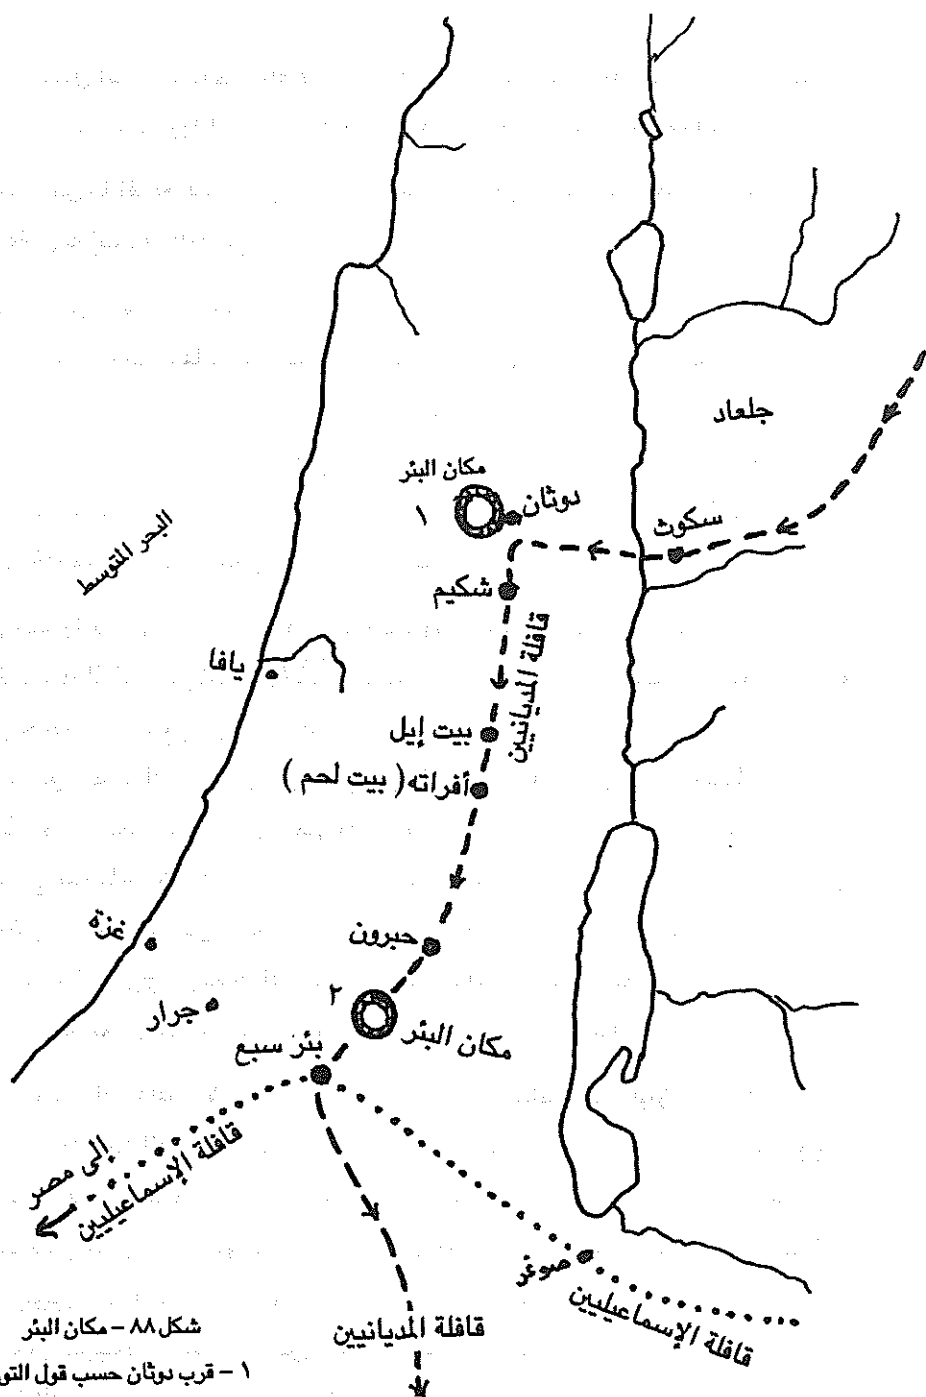 جلعاد
مكان البئر
١
دوثان
سكوث
البحر المتوسط
شكيم
قافلة المديانيين
يافا
بيت إيل
أفراته ( بيت لحم )
غزة
حبرون
٢
جرار
مكان البئر
بئر سبع
إلى مصر
قافلة الإسماعيليين
صوغر
قافلة الإسماعيليين
قافلة المديانيين
شكل ٨٨ – مكان البئر
١ – قرب دوثان حسب قول